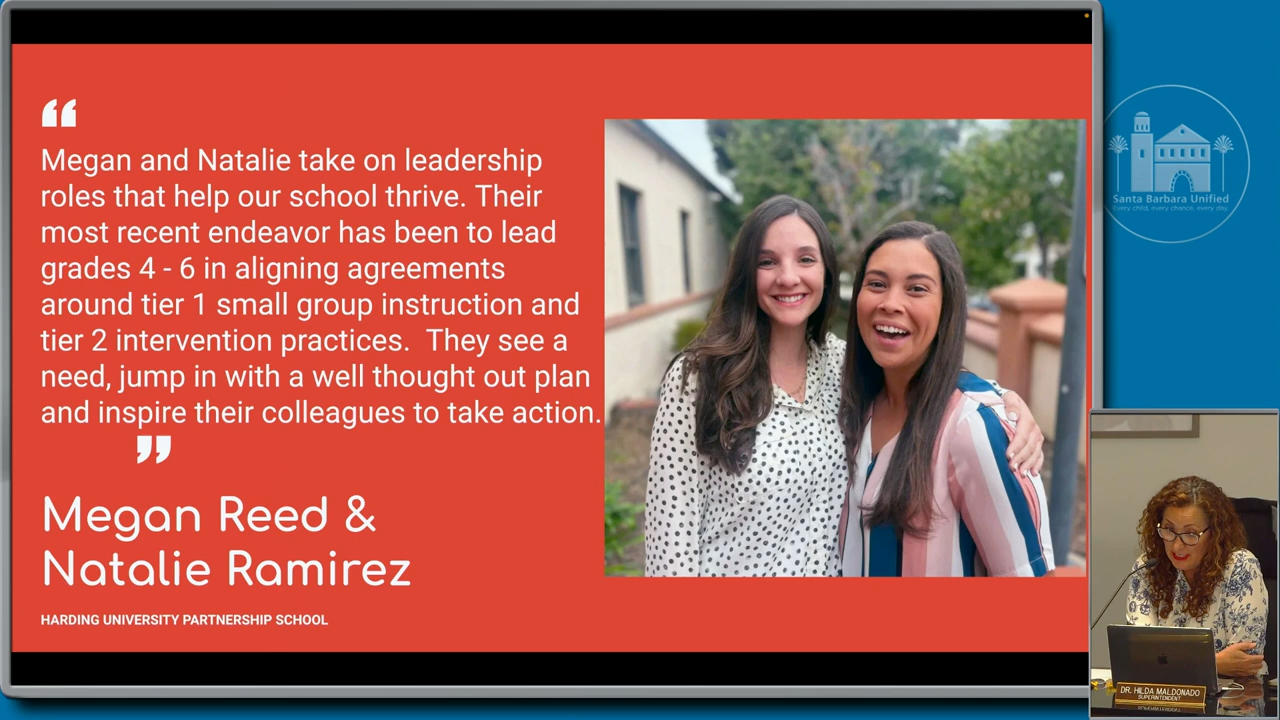 “
Megan and Natalie take on leadership
roles that help our school thrive. Their
most recent endeavor has been to lead
grades 4 - 6 in aligning agreements
around tier 1 small group instruction and
tier 2 intervention practices.  They see a
need, jump in with a well thought out plan
and inspire their colleagues to take action.
”
Megan Reed &
Natalie Ramirez
HARDING UNIVERSITY PARTNERSHIP SCHOOL
Santa Barbara Unified
Every child, every chance, every day.
DR. HILDA MALDONADO
SUPERINTENDENT